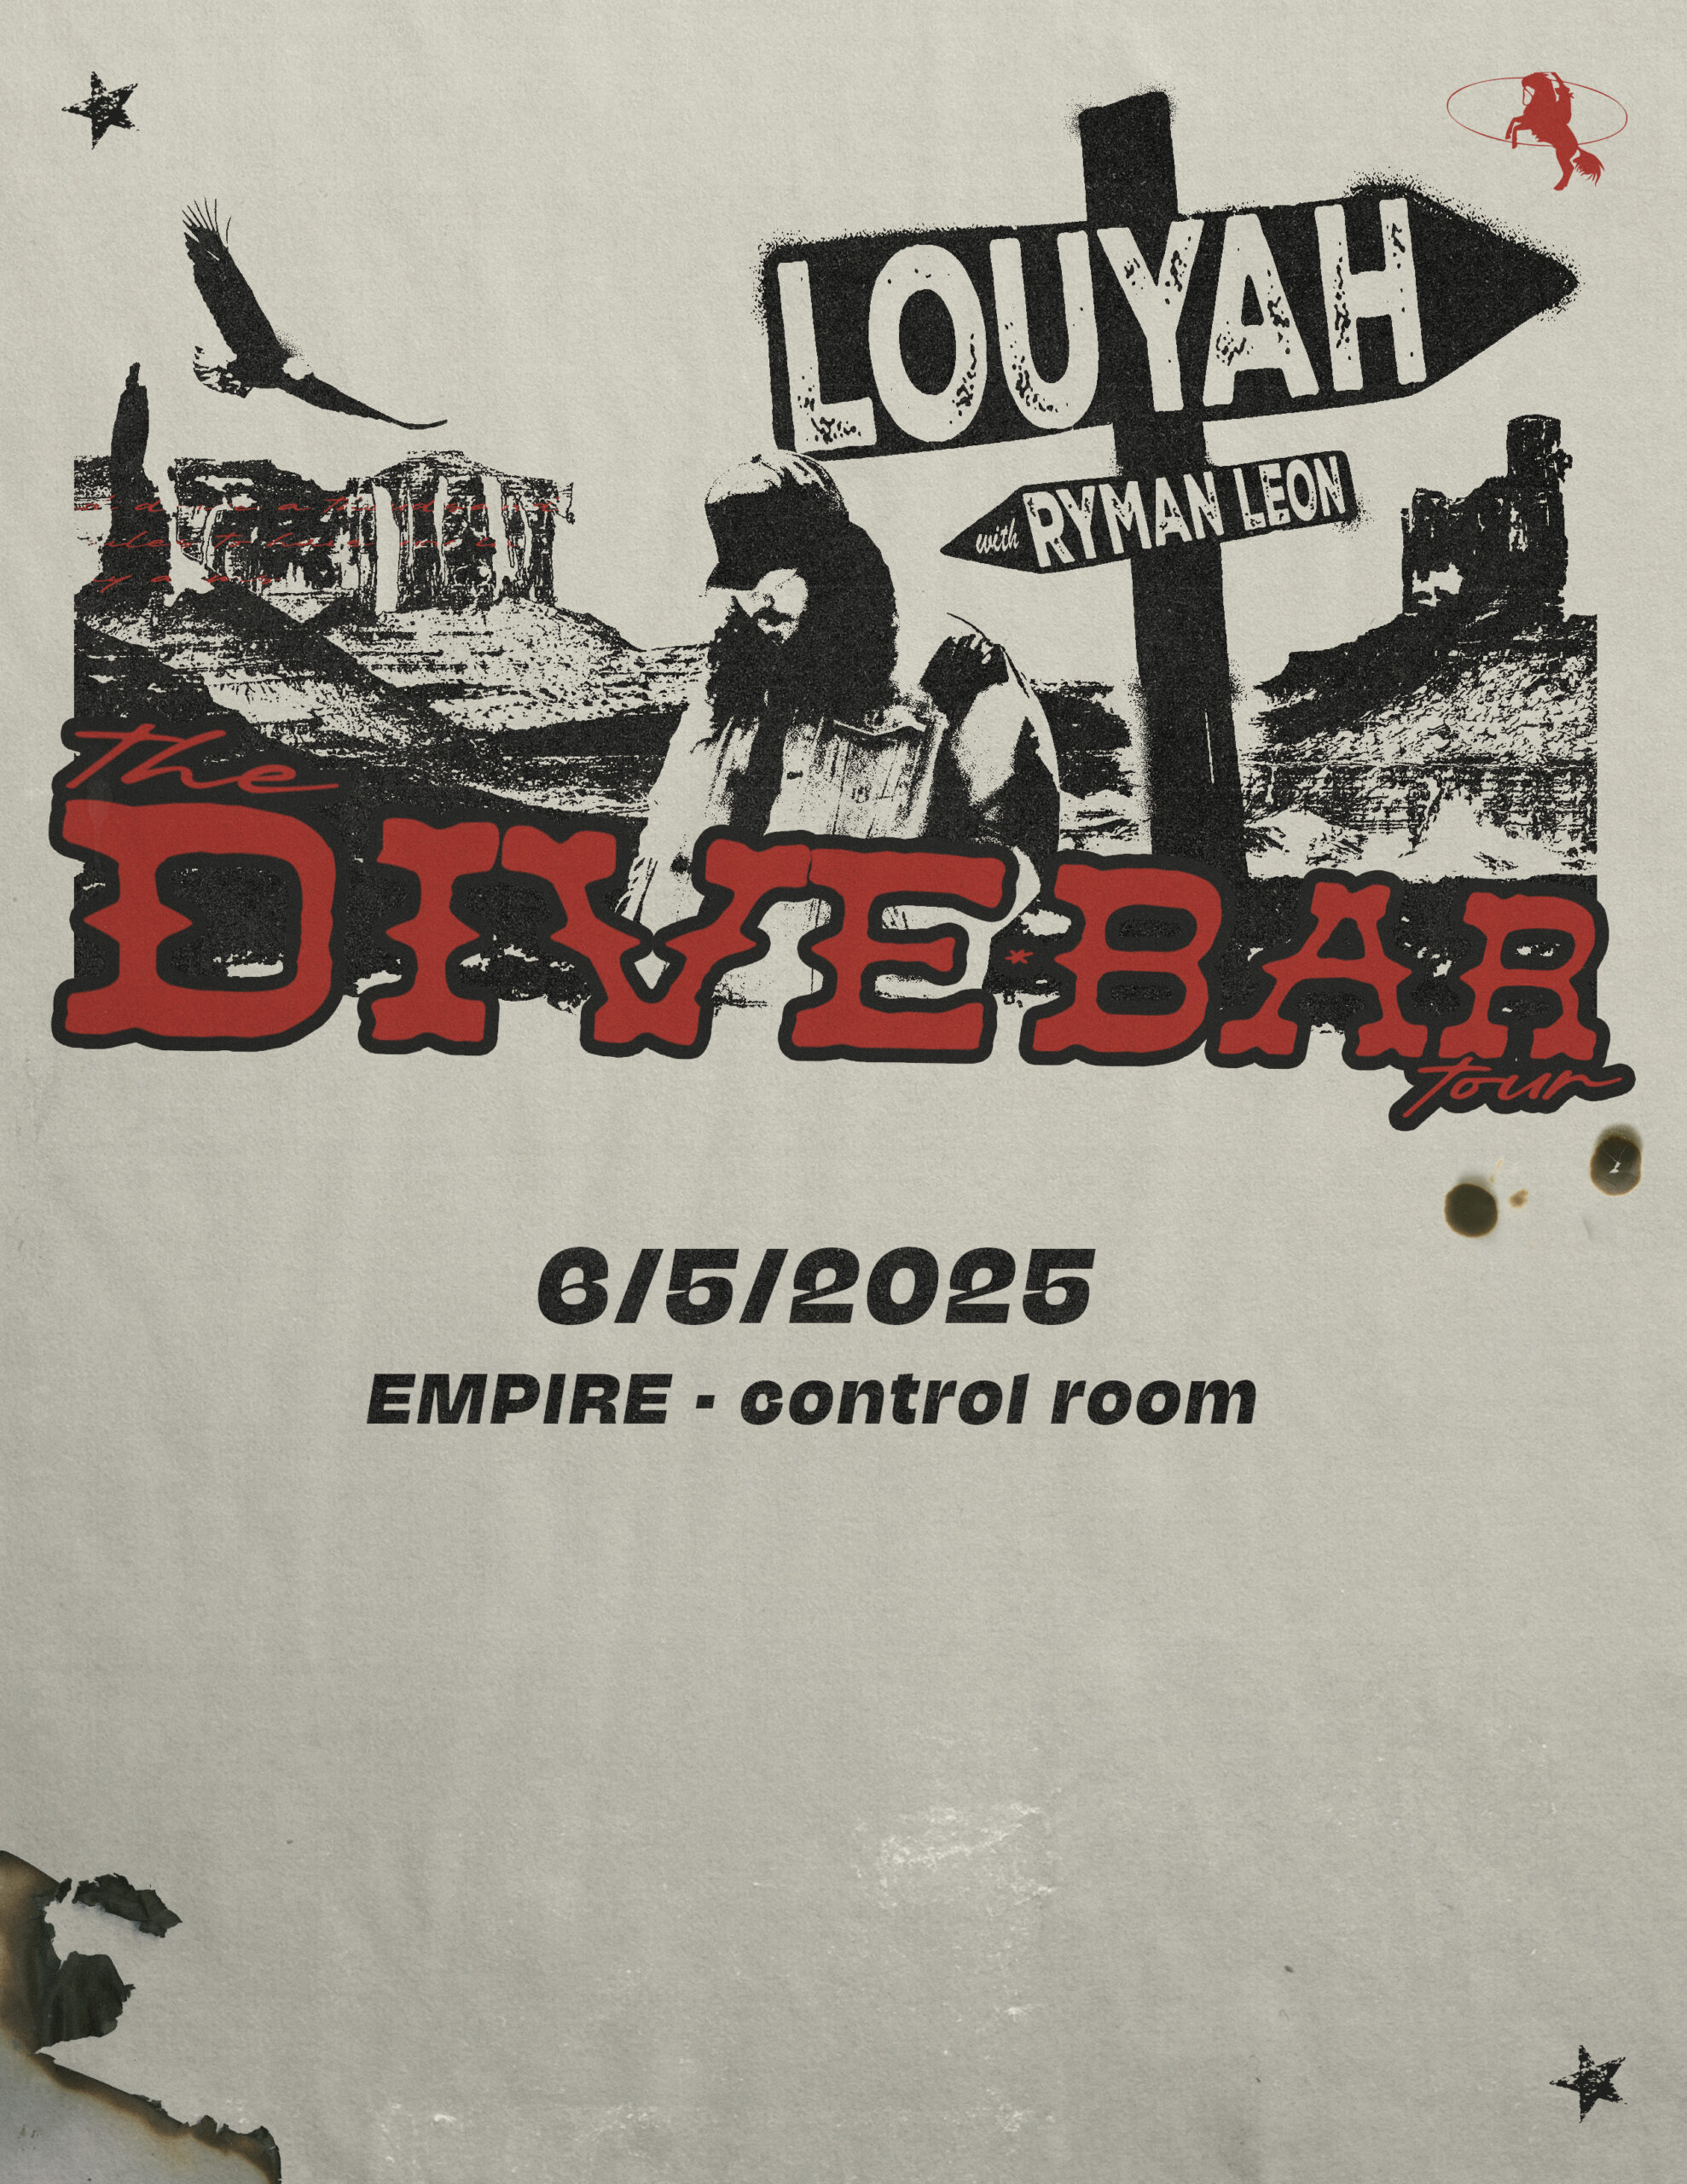 LOUYAH
with RYMAN LEON
the
DIVE*BAR
tour
6/5/2025
EMPIRE - control room